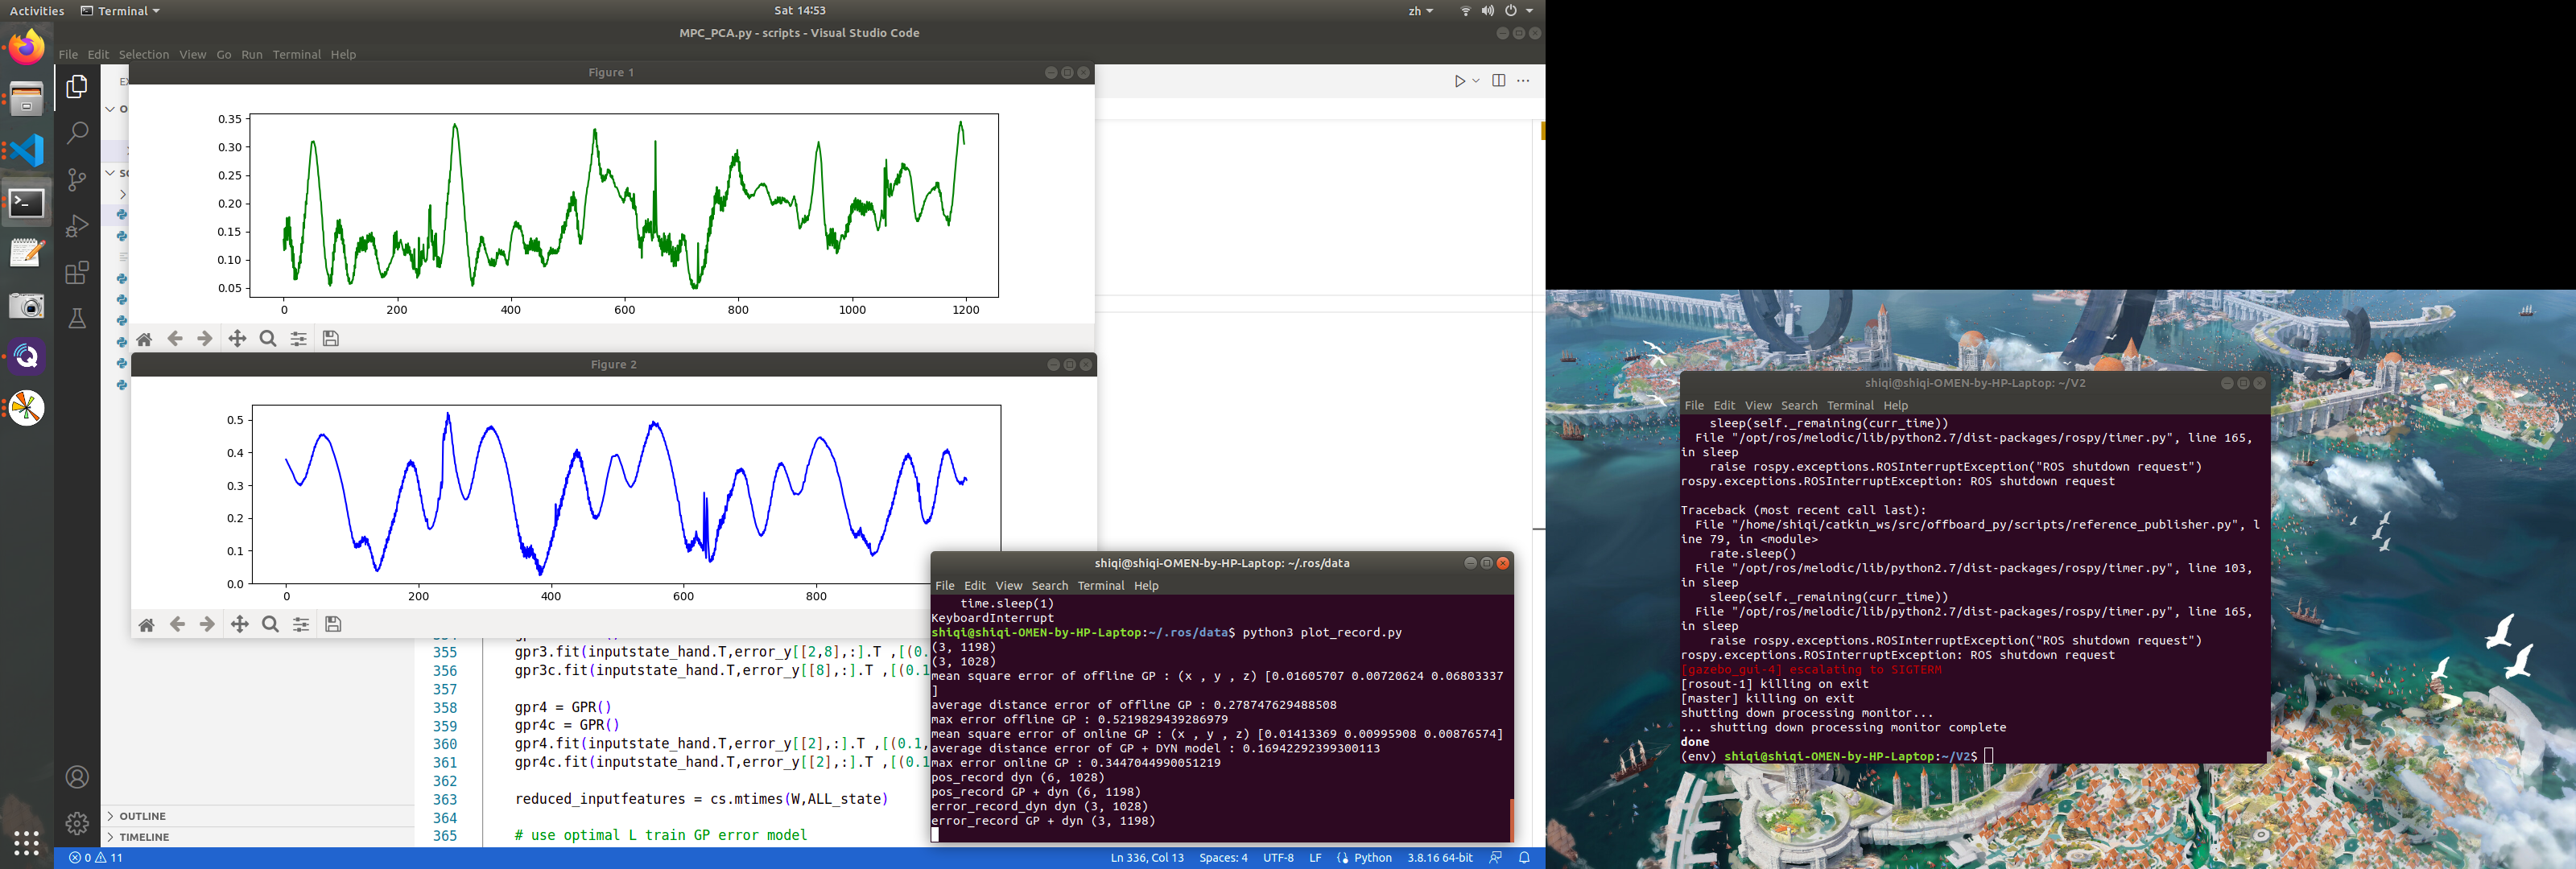 Activities
Terminal
Sat 14:53
zh
MPC_PCA.py - scripts - Visual Studio Code
File Edit Selection View Go Run Terminal Help
Figure 1
0.35
0.30
0.25
0.20
0.15
0.10
0.05
0 200 400 600 800 1000 1200
Figure 2
0.5
0.4
0.3
0.2
0.1
0.0
0 200 400 600 800
355 gpr3.fit(inputstate_hand.T,error_y[[2,8],:].T ,[(0.
356 gpr3c.fit(inputstate_hand.T,error_y[[8],:].T ,[(0.1
357
358 gpr4 = GPR()
359 gpr4c = GPR()
360 gpr4.fit(inputstate_hand.T,error_y[[2],:].T ,[(0.1,
361 gpr4c.fit(inputstate_hand.T,error_y[[2],:].T ,[(0.1
362
363 reduced_inputfeatures = cs.mtimes(W,ALL_state)
364
365 # use optimal L train GP error model
OUTLINE
TIMELINE
0 11
Ln 336, Col 13 Spaces: 4 UTF-8 LF Python 3.8.16 64-bit
shiqi@shiqi-OMEN-by-HP-Laptop: ~/.ros/data
File Edit View Search Terminal Help
time.sleep(1)
KeyboardInterrupt
shiqi@shiqi-OMEN-by-HP-Laptop:~/.ros/data$ python3 plot_record.py
(3, 1198)
(3, 1028)
mean square error of offline GP : (x , y , z) [0.01605707 0.00720624 0.06803337
]
average distance error of offline GP : 0.278747629488508
max error offline GP : 0.5219829439286979
mean square error of online GP : (x , y , z) [0.01413369 0.00995908 0.00876574]
average distance error of GP + DYN model : 0.16942292399300113
max error online GP : 0.3447044990051219
pos_record dyn (6, 1028)
pos_record GP + dyn (6, 1198)
error_record_dyn dyn (3, 1028)
error_record GP + dyn (3, 1198)
shiqi@shiqi-OMEN-by-HP-Laptop: ~/V2
File Edit View Search Terminal Help
sleep(self._remaining(curr_time))
File "/opt/ros/melodic/lib/python2.7/dist-packages/rospy/timer.py", line 165,
in sleep
raise rospy.exceptions.ROSInterruptException("ROS shutdown request")
rospy.exceptions.ROSInterruptException: ROS shutdown request
Traceback (most recent call last):
File "/home/shiqi/catkin_ws/src/offboard_py/scripts/reference_publisher.py", l
ine 79, in <module>
rate.sleep()
File "/opt/ros/melodic/lib/python2.7/dist-packages/rospy/timer.py", line 103,
in sleep
sleep(self._remaining(curr_time))
File "/opt/ros/melodic/lib/python2.7/dist-packages/rospy/timer.py", line 165,
in sleep
raise rospy.exceptions.ROSInterruptException("ROS shutdown request")
rospy.exceptions.ROSInterruptException: ROS shutdown request
[gazebo_gui-4] escalating to SIGTERM
[rosout-1] killing on exit
[master] killing on exit
shutting down processing monitor...
... shutting down processing monitor complete
done
(env) shiqi@shiqi-OMEN-by-HP-Laptop:~/V2$